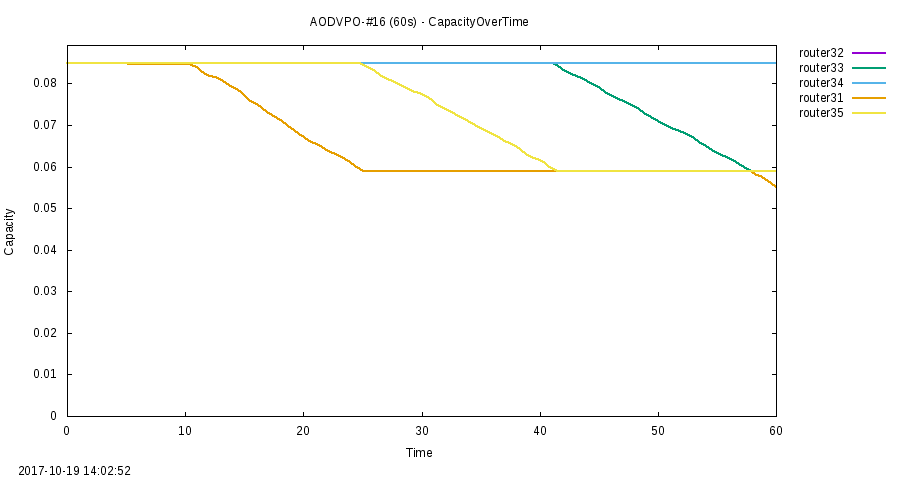 AODVPO-#16 (60s) - CapacityOverTime
router32
router33
router34
router31
router35
0.08
0.07
0.06
0.05
0.04
0.03
0.02
0.01
0
Capacity
0 10 20 30 40 50 60
Time
2017-10-19 14:02:52